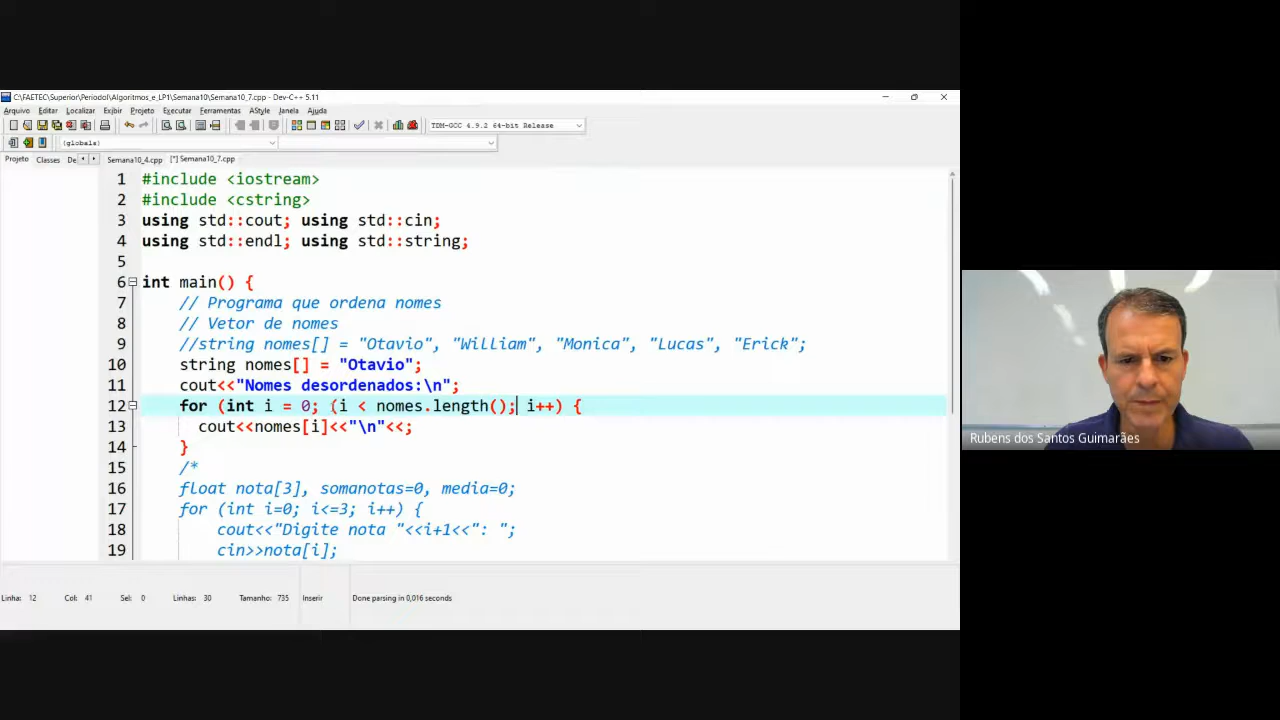 C:\FAETEC\Superior\PeriodoI\Algoritmos_e_LP1\Semana10\Semana10_7.cpp - Dev-C++ 5.11
Arquivo Editar Localizar Exibir Projeto Executar Ferramentas AStyle Janela Ajuda
TDM-GCC 4.9.2 64-bit Release
(globals)
Projeto Classes De Semana10_4.cpp [*] Semana10_7.cpp
1 #include <iostream>
2 #include <cstring>
3 using std::cout; using std::cin;
4 using std::endl; using std::string;
5
6 int main() {
7 // Programa que ordena nomes
8 // Vetor de nomes
9 //string nomes[] = "Otavio", "William", "Monica", "Lucas", "Erick";
10 string nomes[] = "Otavio";
11 cout<<"Nomes desordenados:\n";
12 for (int i = 0; (i < nomes.length(); i++) {
13 cout<<nomes[i]<<"\n"<<;
14 }
15 /*
16 float nota[3], somanotas=0, media=0;
17 for (int i=0; i<=3; i++) {
18 cout<<"Digite nota "<<i+1<<": ";
19 cin>>nota[i];
Linha: 12 Col: 41 Sel: 0 Linhas: 30 Tamanho: 735 Inserir Done parsing in 0,016 seconds
Rubens dos Santos Guimarães